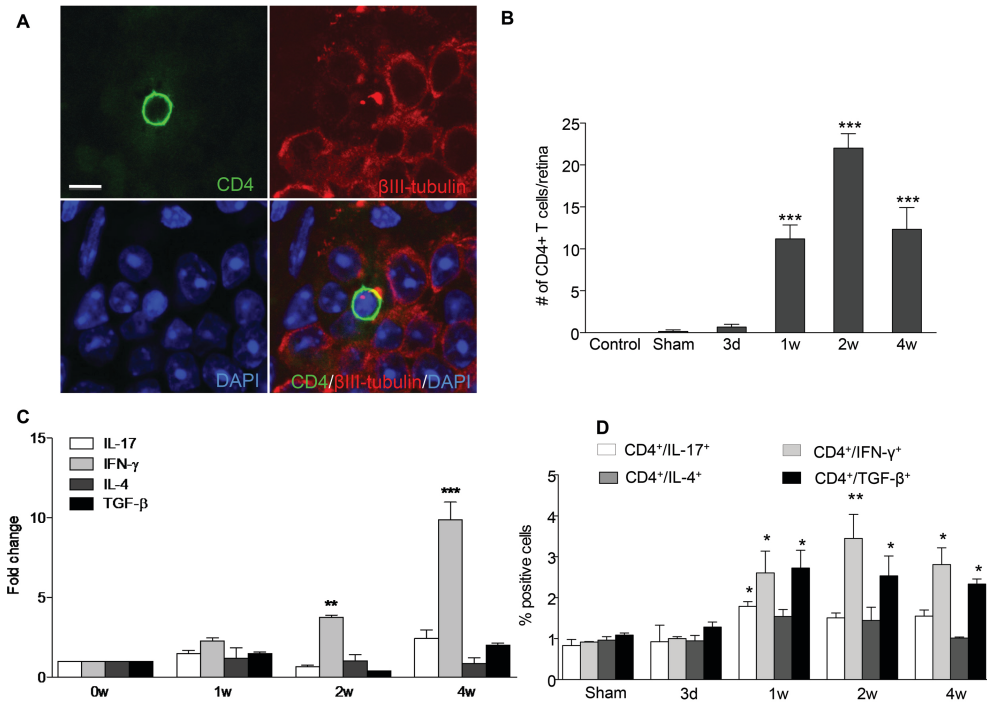 A
CD4
βIII-tubulin
DAPI
CD4/βIII-tubulin/DAPI
B
# of CD4+ T cells/retina
25
20
15
10
5
0
***
***
***
Control Sham 3d 1w 2w 4w
C
IL-17
IFN-γ
IL-4
TGF-β
Fold change
15
10
5
0
**
***
0w 1w 2w 4w
D
CD4⁺/IL-17⁺ CD4⁺/IFN-γ⁺
CD4⁺/IL-4⁺ CD4⁺/TGF-β⁺
% positive cells
5
4
3
2
1
0
* * *
** *
* *
Sham 3d 1w 2w 4w